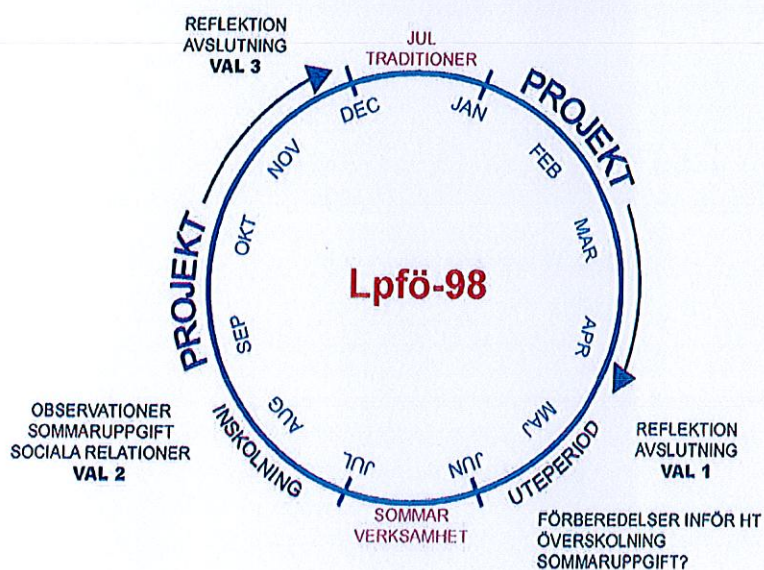 REFLEKTION
AVSLUTNING
VAL 3
JUL
TRADITIONER
PROJEKT
DEC
JAN
NOV
FEB
OKT
MAR
PROJEKT
Lpfö-98
SEP
APR
AUG
MAJ
JUL
JUN
INSKOLNING
UTEPERIOD
OBSERVATIONER
SOMMARUPPGIFT
SOCIALA RELATIONER
VAL 2
REFLEKTION
AVSLUTNING
VAL 1
SOMMAR
VERKSAMHET
FÖRBEREDELSER INFÖR HT
ÖVERSKOLNING
SOMMARUPPGIFT?